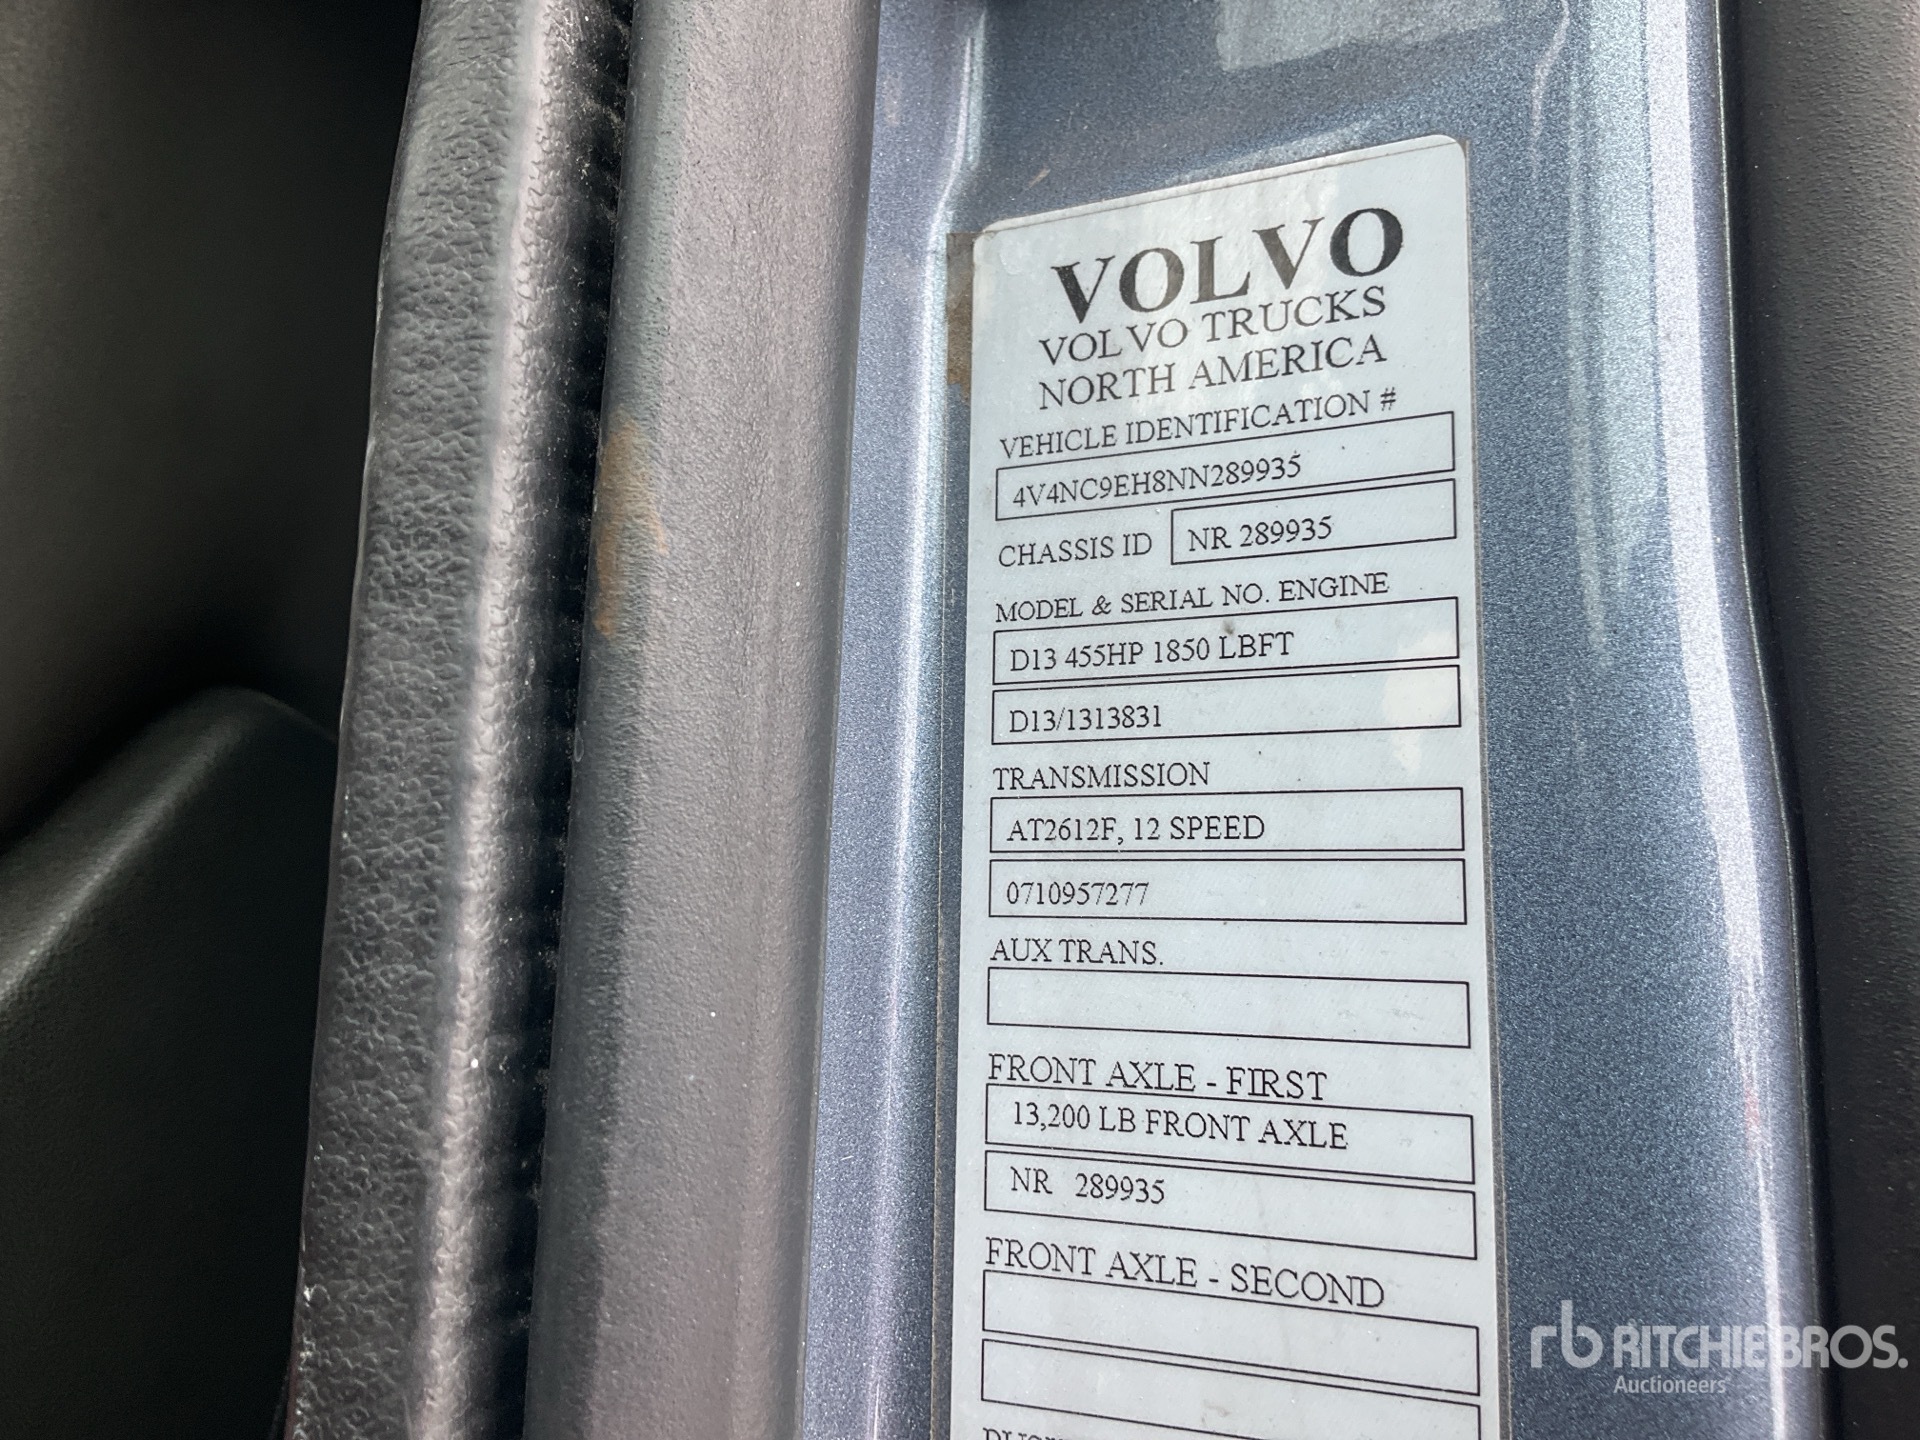 VOLVO
VOLVO TRUCKS
NORTH AMERICA
VEHICLE IDENTIFICATION #
4V4NC9EH8NN289935
CHASSIS ID NR 289935
MODEL & SERIAL NO. ENGINE
D13 455HP 1850 LBFT
D13/1313831
TRANSMISSION
AT2612F, 12 SPEED
0710957277
AUX TRANS.
FRONT AXLE - FIRST
13,200 LB FRONT AXLE
NR 289935
FRONT AXLE - SECOND
rb RITCHIE BROS.
Auctioneers